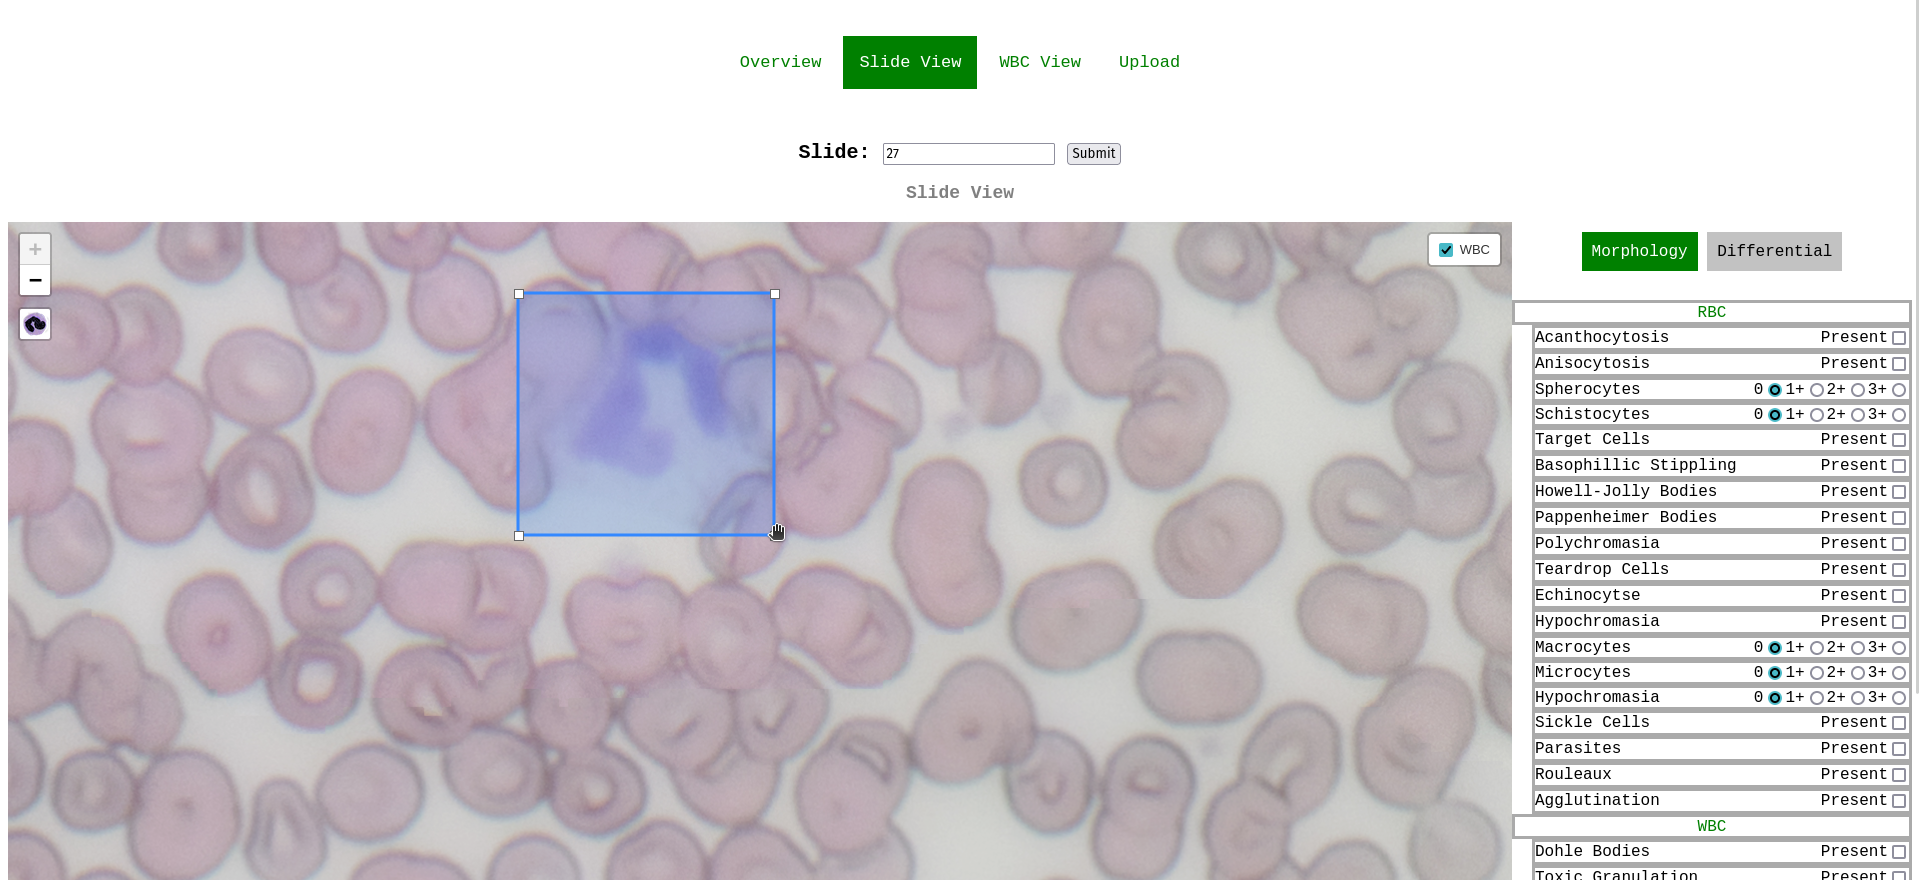 Overview Slide View WBC View Upload
Slide: 27 Submit
Slide View
+
−
WBC
Morphology Differential
RBC
Acanthocytosis Present
Anisocytosis Present
Spherocytes 0 1+ 2+ 3+
Schistocytes 0 1+ 2+ 3+
Target Cells Present
Basophillic Stippling Present
Howell-Jolly Bodies Present
Pappenheimer Bodies Present
Polychromasia Present
Teardrop Cells Present
Echinocytse Present
Hypochromasia Present
Macrocytes 0 1+ 2+ 3+
Microcytes 0 1+ 2+ 3+
Hypochromasia 0 1+ 2+ 3+
Sickle Cells Present
Parasites Present
Rouleaux Present
Agglutination Present
WBC
Dohle Bodies Present
Toxic Granulation Present